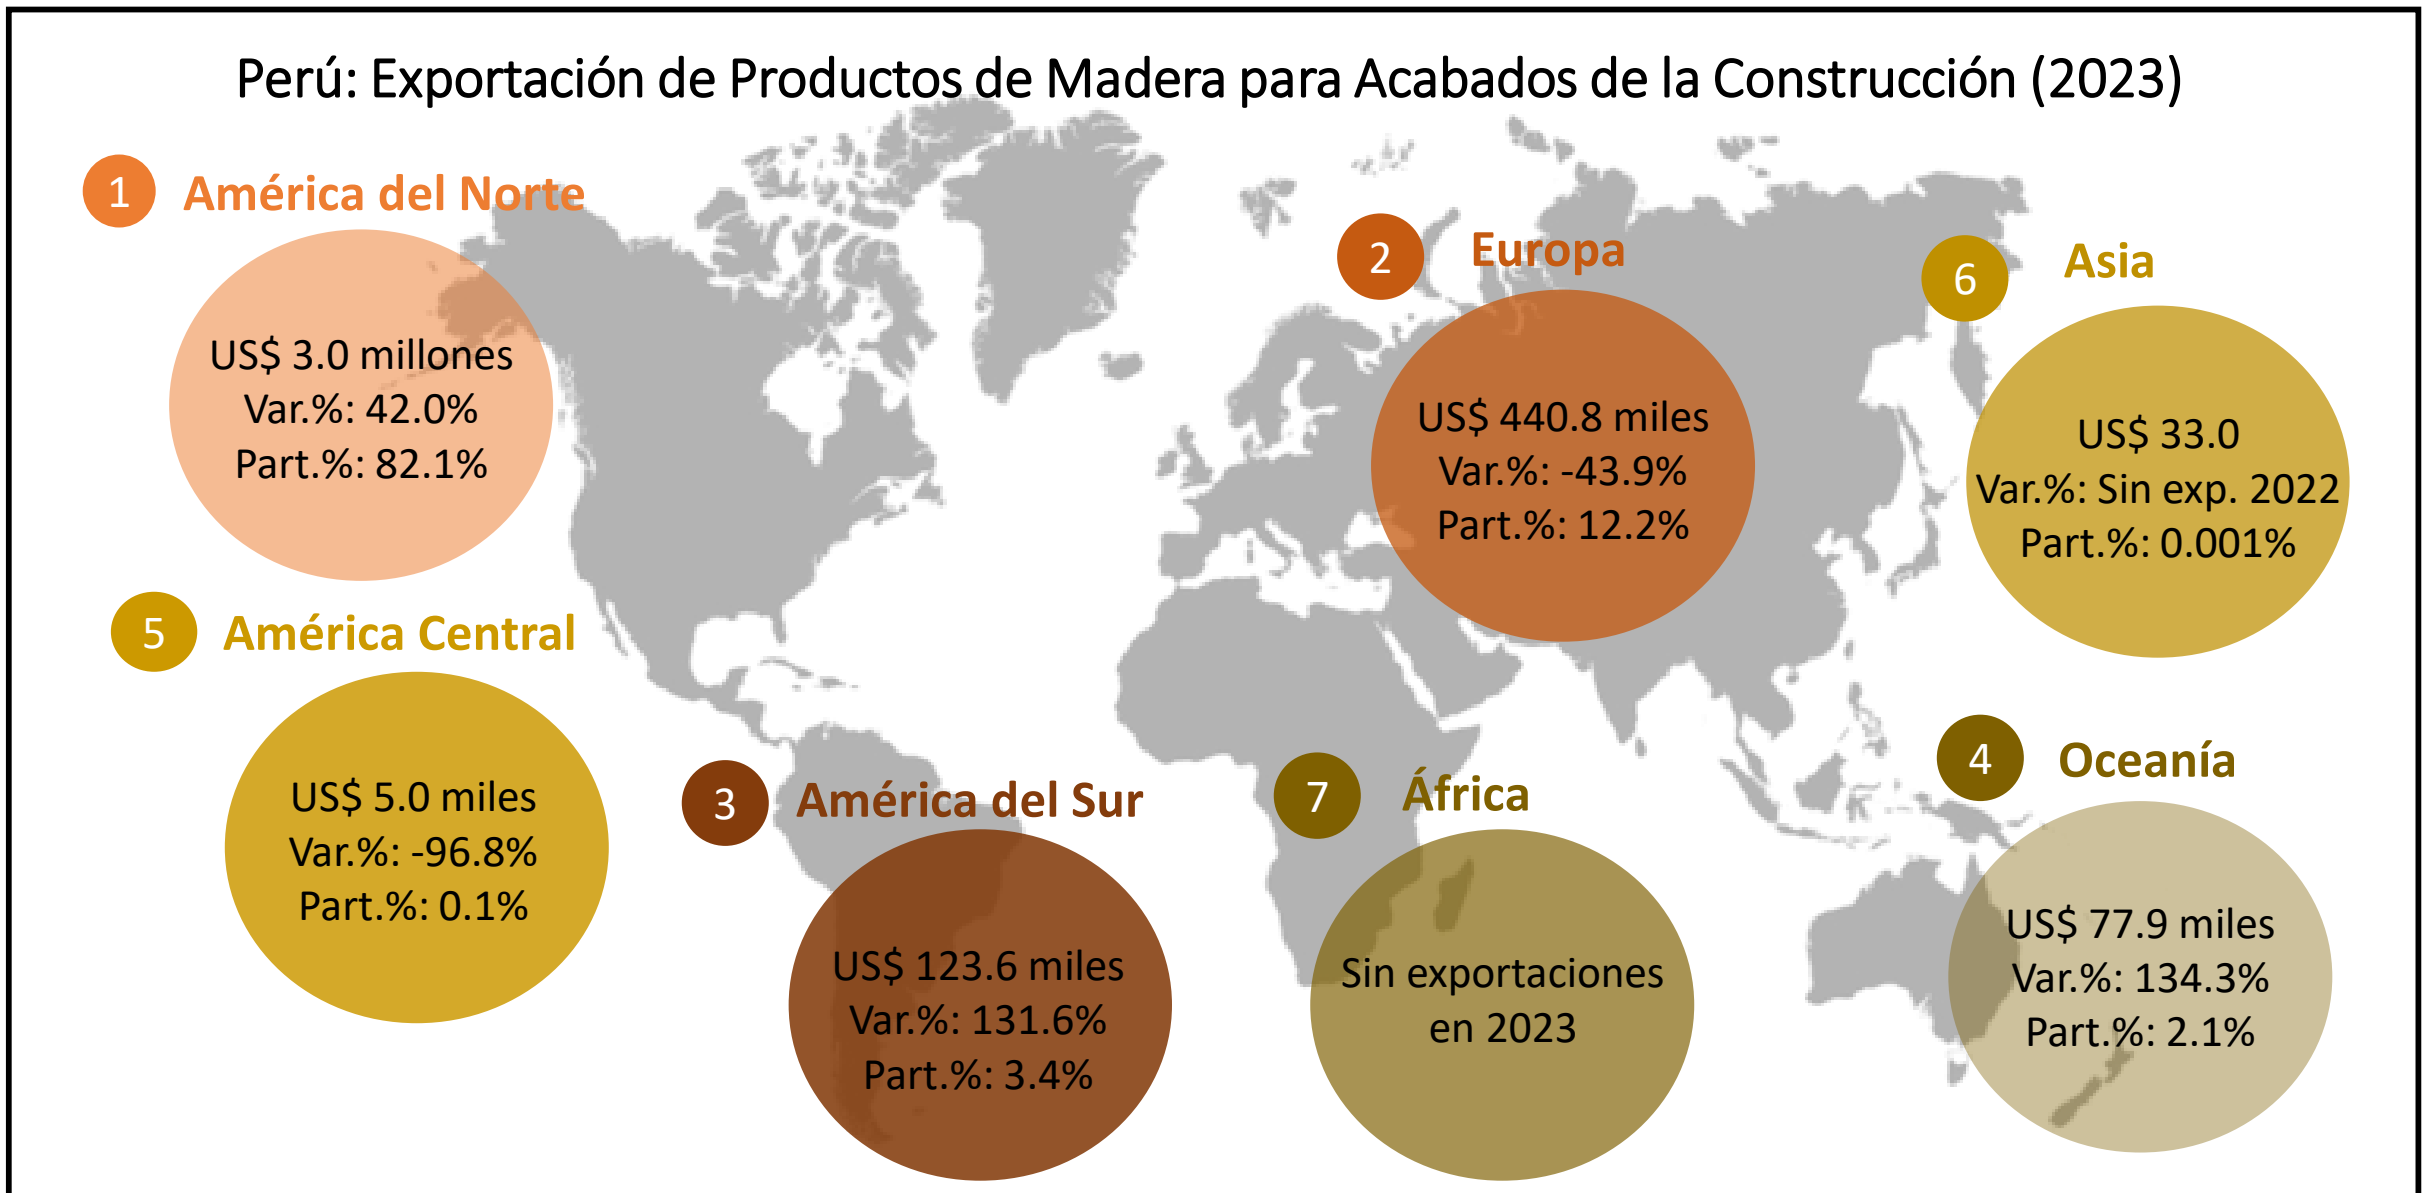 Perú: Exportación de Productos de Madera para Acabados de la Construcción (2023)
1 América del Norte
US$ 3.0 millones
Var.%: 42.0%
Part.%: 82.1%
2 Europa
US$ 440.8 miles
Var.%: -43.9%
Part.%: 12.2%
6 Asia
US$ 33.0
Var.%: Sin exp. 2022
Part.%: 0.001%
5 América Central
US$ 5.0 miles
Var.%: -96.8%
Part.%: 0.1%
3 América del Sur
US$ 123.6 miles
Var.%: 131.6%
Part.%: 3.4%
7 África
Sin exportaciones
en 2023
4 Oceanía
US$ 77.9 miles
Var.%: 134.3%
Part.%: 2.1%